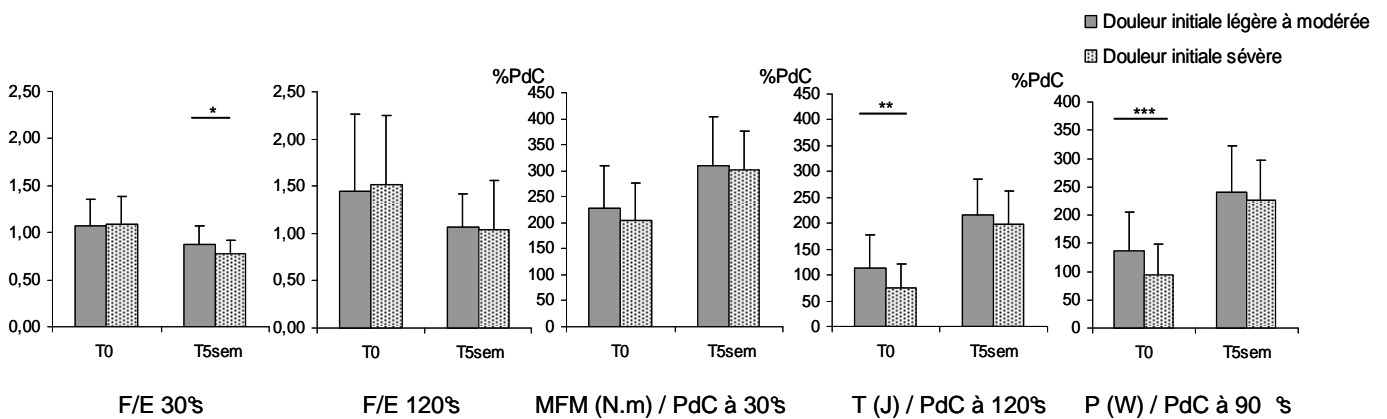 Douleur initiale légère à modérée
Douleur initiale sévère
2,50
2,00
1,50
1,00
0,50
0,00
*
T0
T5sem
F/E 30°s
2,50
2,00
1,50
1,00
0,50
0,00
T0
T5sem
F/E 120°s
%PdC
450
400
350
300
250
200
150
100
50
0
T0
T5sem
MFM (N.m) / PdC à 30°s
%PdC
450
400
350
300
250
200
150
100
50
0
**
T0
T5sem
T (J) / PdC à 120°s
%PdC
400
350
300
250
200
150
100
50
0
***
T0
T5sem
P (W) / PdC à 90 °s